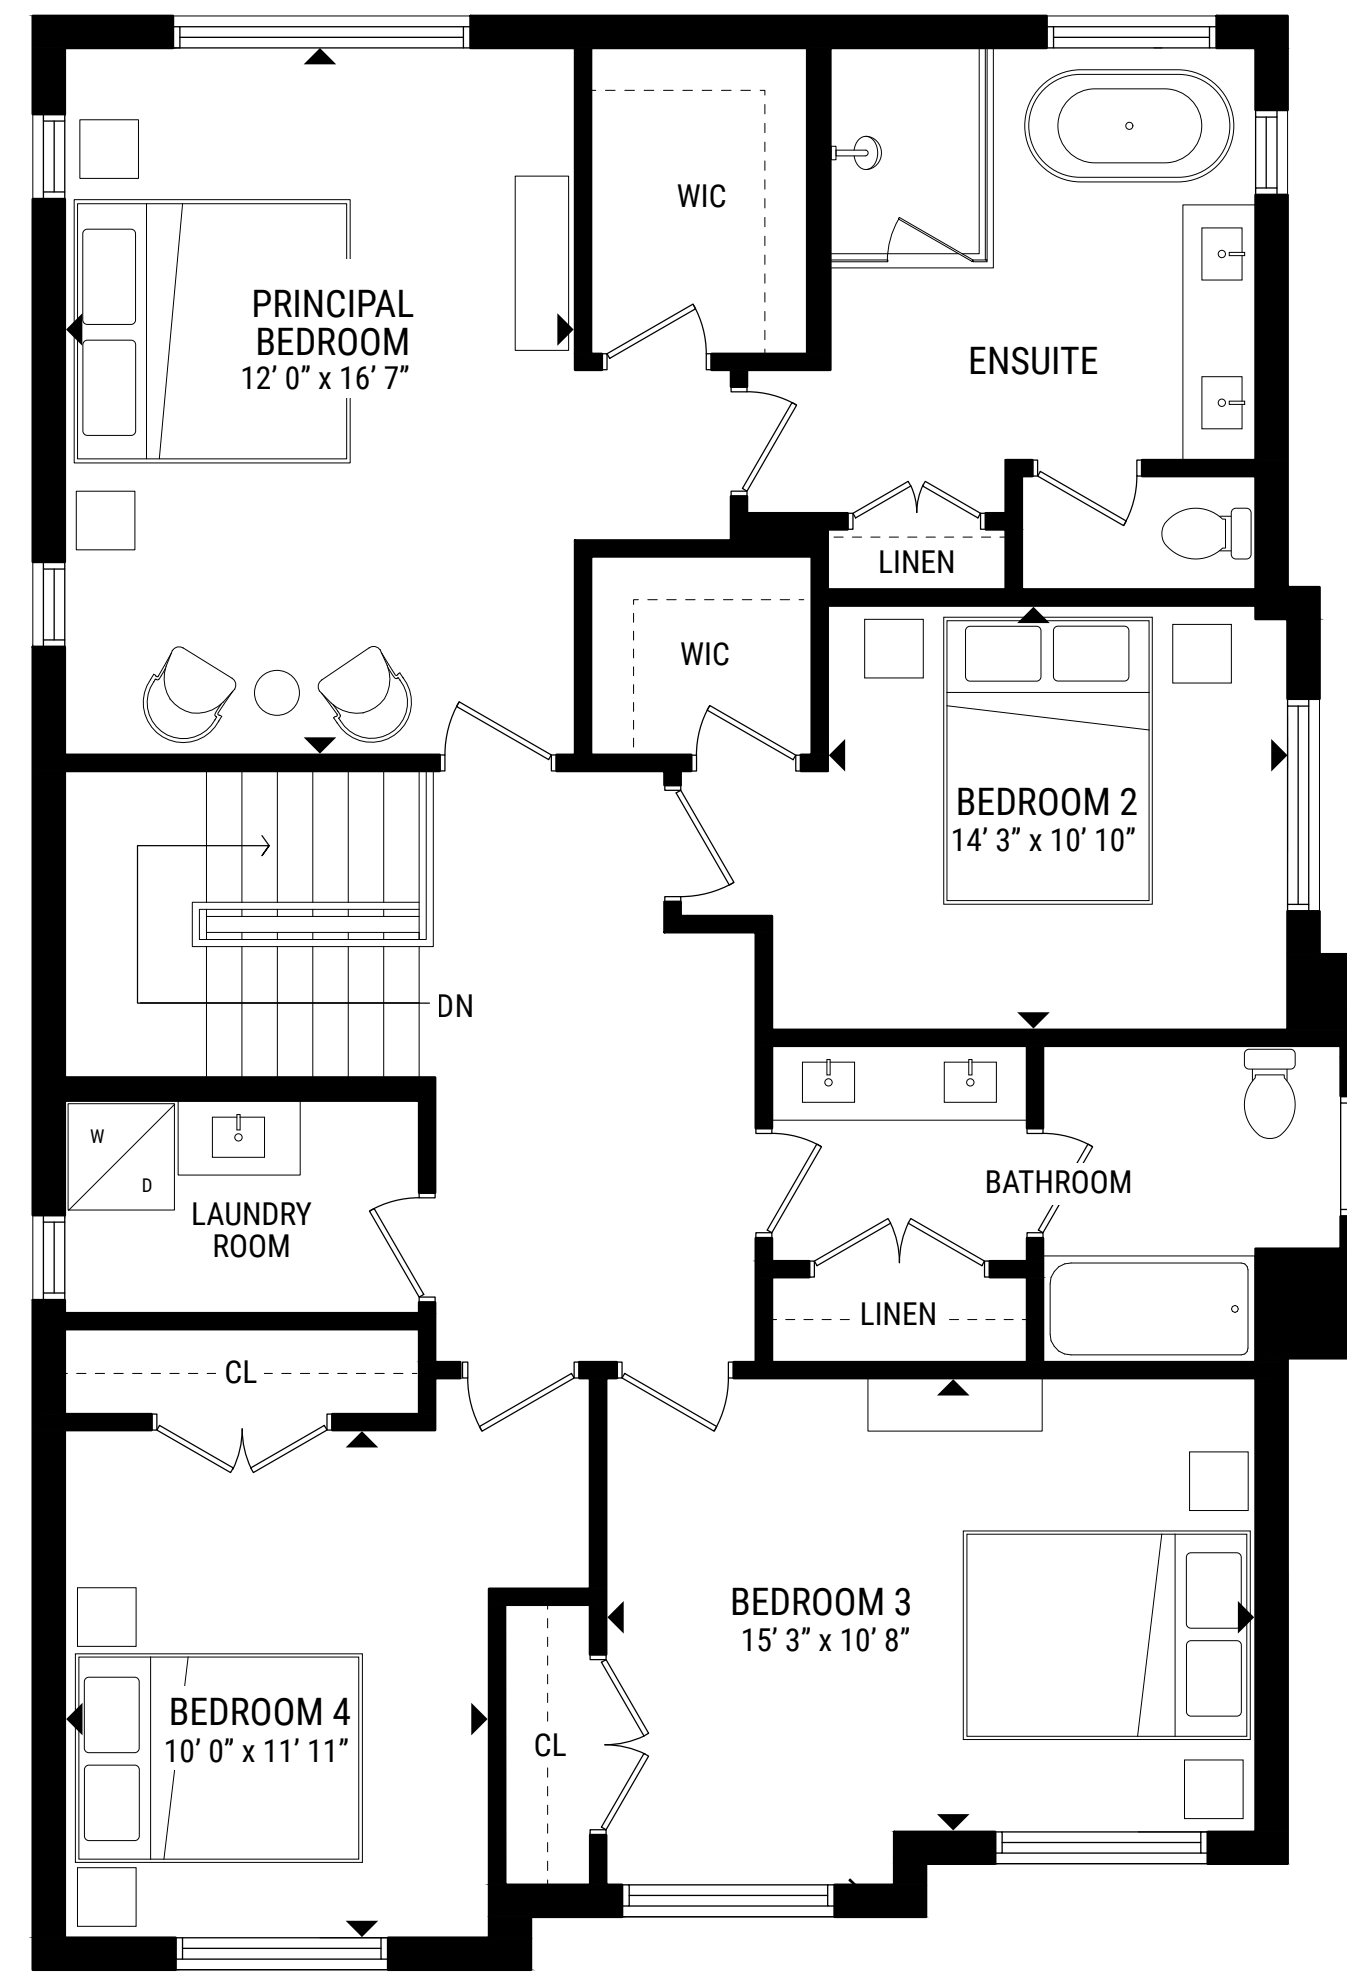 WIC
PRINCIPAL
BEDROOM
12’ 0” x 16’ 7”
ENSUITE
LINEN
WIC
BEDROOM 2
14’ 3” x 10’ 10”
DN
W
D
LAUNDRY
ROOM
BATHROOM
LINEN
CL
BEDROOM 3
15’ 3” x 10’ 8”
BEDROOM 4
10’ 0” x 11’ 11”
CL